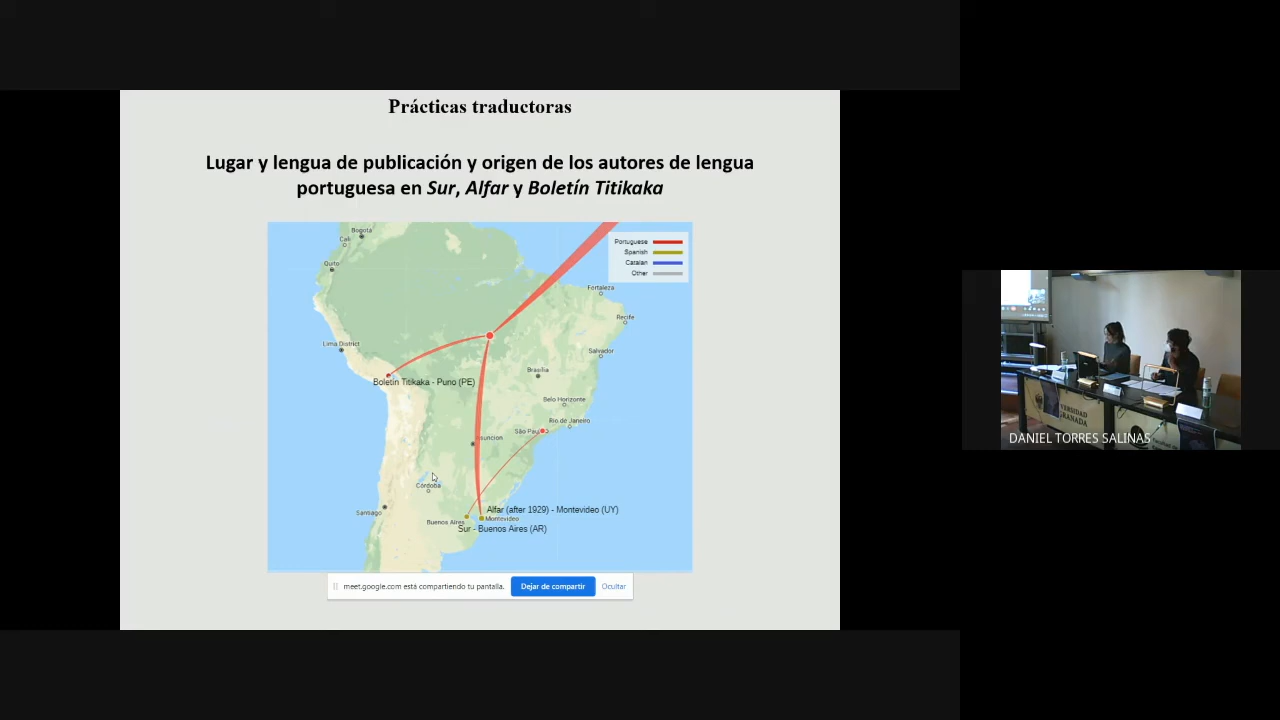 Prácticas traductoras
Lugar y lengua de publicación y origen de los autores de lengua
portuguesa en Sur, Alfar y Boletín Titikaka
Bogota
Cali
Quito
Portuguese
Spanish
Catalan
Other
Fortaleza
Recife
Lima District
Salvador
Boletín Titikaka - Puno (PE)
Brasilia
Belo Horizonte
Rio de Janeiro
São Paulo
Asuncion
Córdoba
Santiago
Alfar (after 1929) - Montevideo (UY)
Buenos Aires
Montevideo
Sur - Buenos Aires (AR)
meet.google.com está compartiendo tu pantalla.
Dejar de compartir
Ocultar
DANIEL TORRES SALINAS